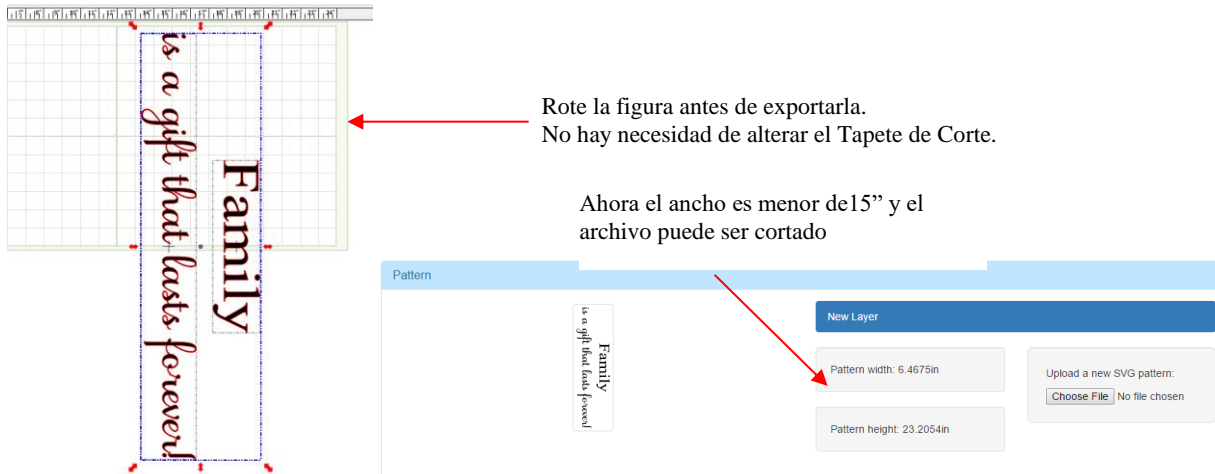 Family
is a gift that lasts forever!
Rote la figura antes de exportarla.
No hay necesidad de alterar el Tapete de Corte.
Ahora el ancho es menor de15” y el
archivo puede ser cortado
Pattern
Family
is a gift that lasts forever!
New Layer
Pattern width: 6.4675in
Pattern height: 23.2054in
Upload a new SVG pattern:
Choose File No file chosen